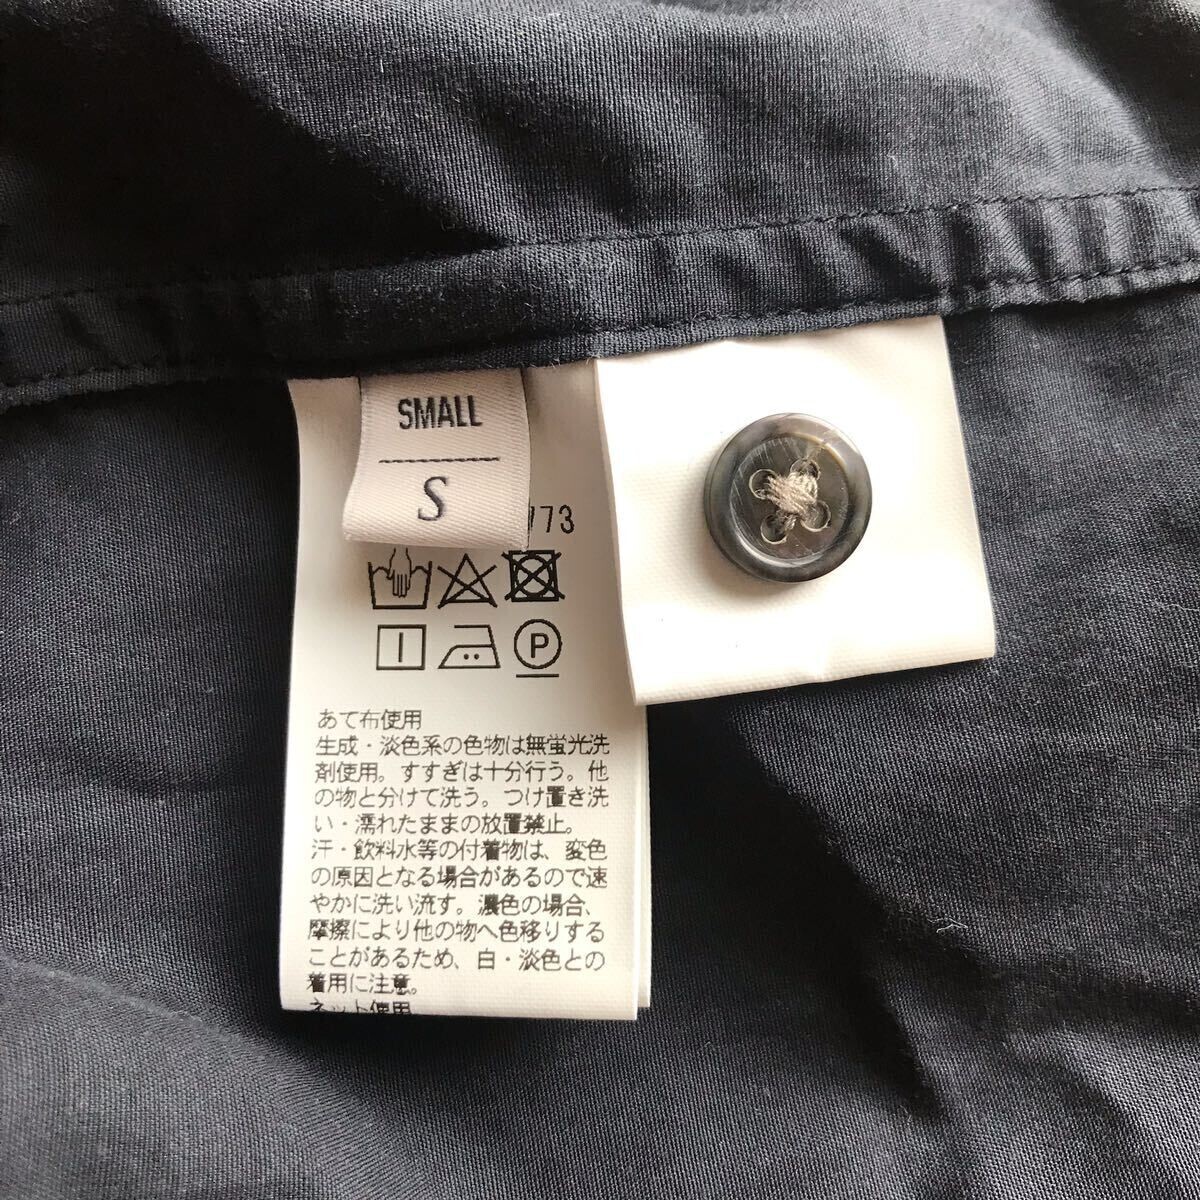 SMALL
S
773
P
あて布使用
生成・淡色系の色物は無蛍光洗
剤使用。すすぎは十分行う。他
の物と分けて洗う。つけ置き洗
い・濡れたままの放置禁止。
汗・飲料水等の付着物は、変色
の原因となる場合があるので速
やかに洗い流す。濃色の場合、
摩擦により他の物へ色移りする
ことがあるため、白・淡色との
着用に注意。
ネット使用